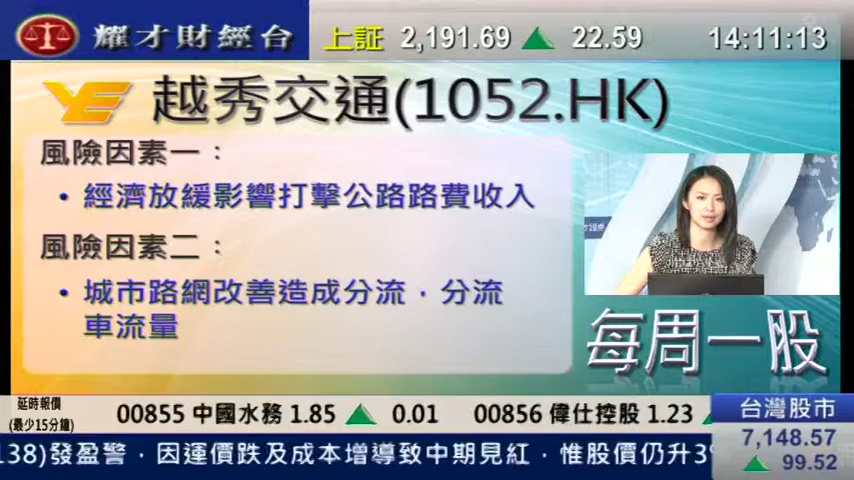 耀才財經台
上証 2,191.69 ▲ 22.59 14:11:13
越秀交通(1052.HK)
風險因素一：
• 經濟放緩影響打擊公路路費收入
風險因素二：
• 城市路網改善造成分流，分流
車流量
每周一股
延時報價
(最少15分鐘)
00855 中國水務 1.85 ▲ 0.01 00856 偉仕控股 1.23
台灣股市
7,148.57
▲ 99.52
138)發盈警，因運價跌及成本增導致中期見紅，惟股價仍升3